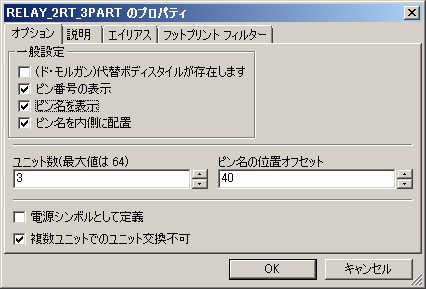 RELAY_2RT_3PART のプロパティ
オプション 説明 エイリアス フットプリント フィルター
一般設定
(ド・モルガン)代替ボディスタイルが存在します
ピン番号の表示
ピン名を表示
ピン名を内側に配置
ユニット数(最大値は 64) ピン名の位置オフセット
3 40
電源シンボルとして定義
複数ユニットでのユニット交換不可
OK キャンセル